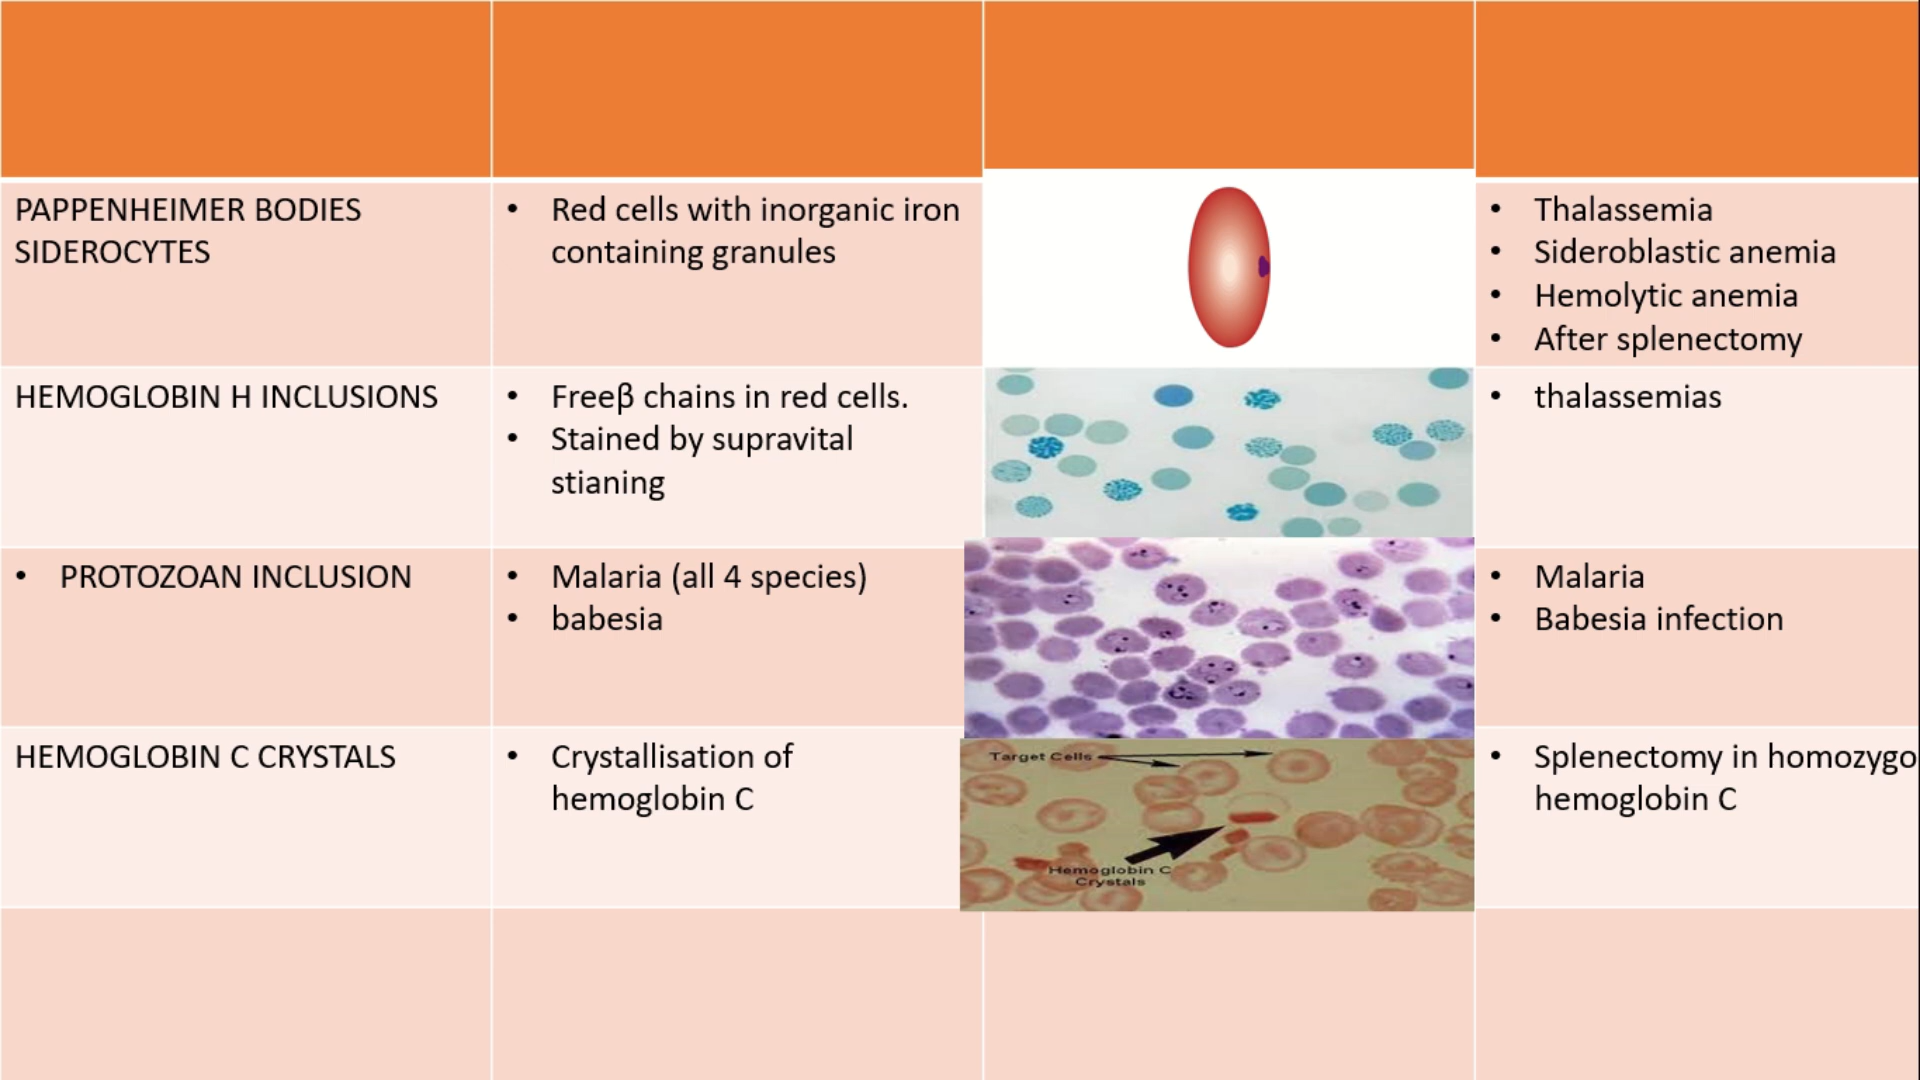 PAPPENHEIMER BODIES
SIDEROCYTES
• Red cells with inorganic iron
containing granules
• Thalassemia
• Sideroblastic anemia
• Hemolytic anemia
• After splenectomy
HEMOGLOBIN H INCLUSIONS
• Freeβ chains in red cells.
• Stained by supravital
stianing
• thalassemias
• PROTOZOAN INCLUSION
• Malaria (all 4 species)
• babesia
• Malaria
• Babesia infection
HEMOGLOBIN C CRYSTALS
• Crystallisation of
hemoglobin C
Target Cells
Hemoglobin C
Crystals
• Splenectomy in homozygo
hemoglobin C